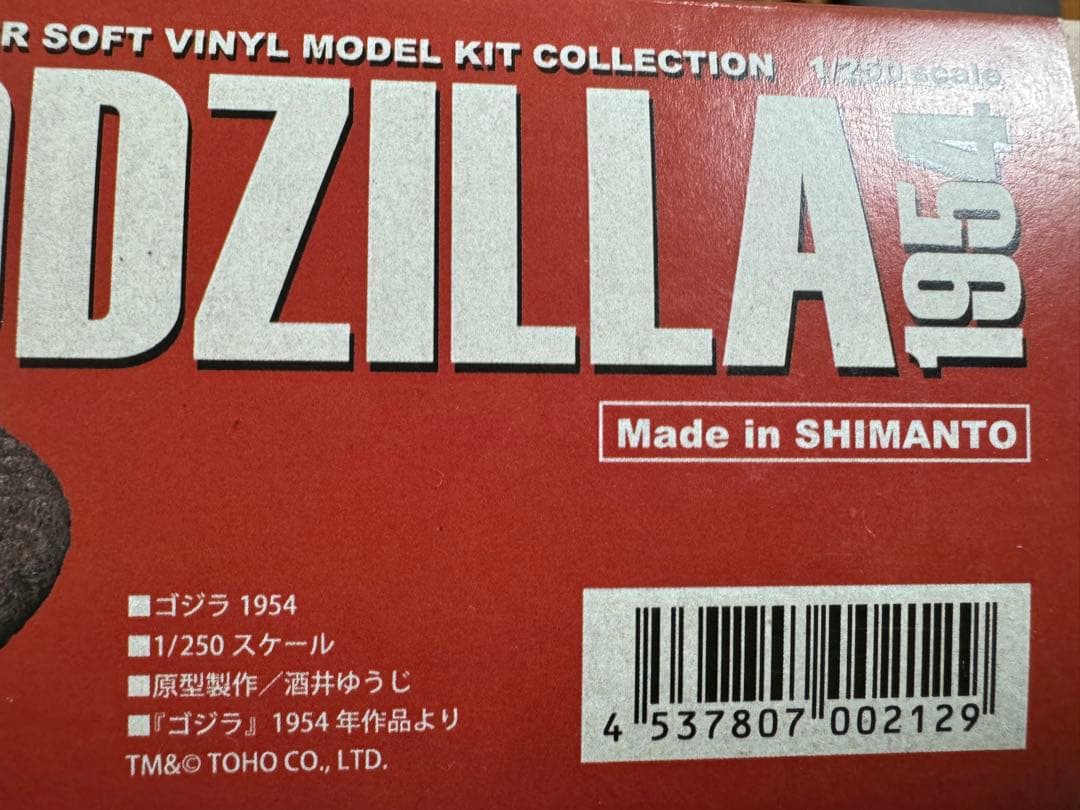 R SOFT VINYL MODEL KIT COLLECTION 1/250 scale
ODZILLA 1954
Made in SHIMANTO
■ゴジラ 1954
■1/250 スケール
■原型製作／酒井ゆうじ
■『ゴジラ』1954 年作品より
TM&© TOHO CO., LTD.
4 537807 002129